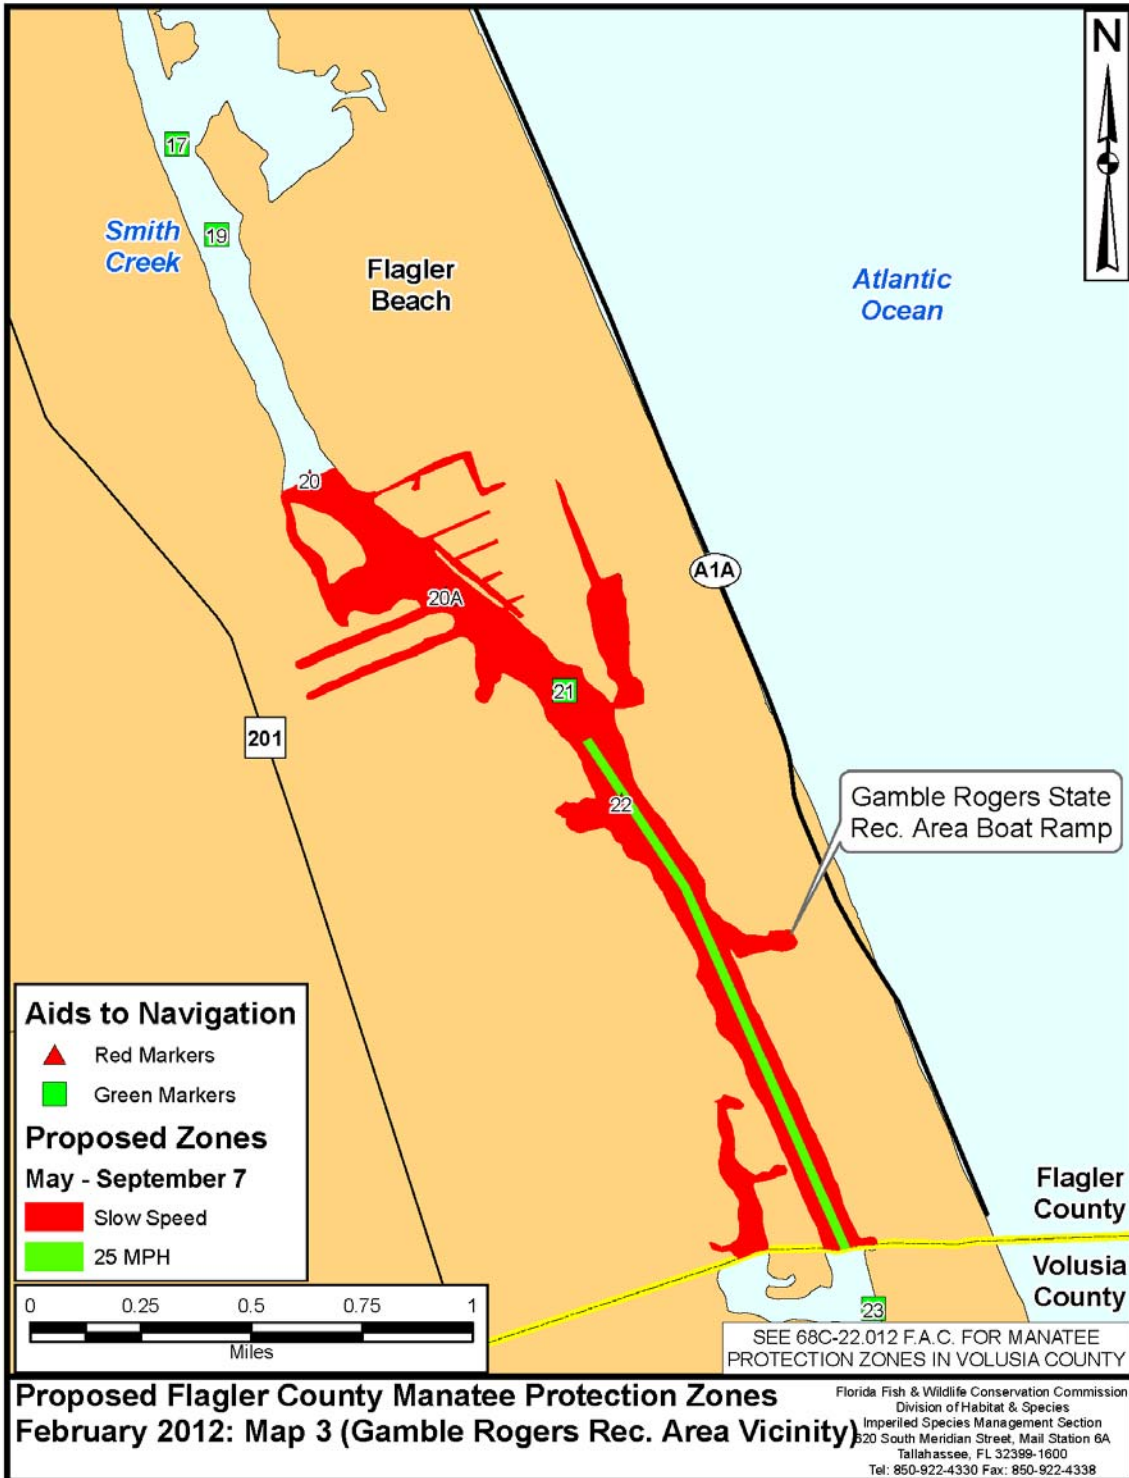 N
17
19
Smith
Creek
Flagler
Beach
Atlantic
Ocean
20
A1A
20A
21
201
22
Gamble Rogers State
Rec. Area Boat Ramp
Aids to Navigation
Red Markers
Green Markers
Proposed Zones
May - September 7
Slow Speed
25 MPH
Flagler
County
Volusia
County
23
0 0.25 0.5 0.75 1
Miles
SEE 68C-22.012 F.A.C. FOR MANATEE
PROTECTION ZONES IN VOLUSIA COUNTY
Proposed Flagler County Manatee Protection Zones
February 2012: Map 3 (Gamble Rogers Rec. Area Vicinity)
Florida Fish & Wildlife Conservation Commission
Division of Habitat & Species
Imperiled Species Management Section
620 South Meridian Street, Mail Station 6A
Tallahassee, FL 32399-1600
Tel: 850-922-4330 Fax: 850-922-4338